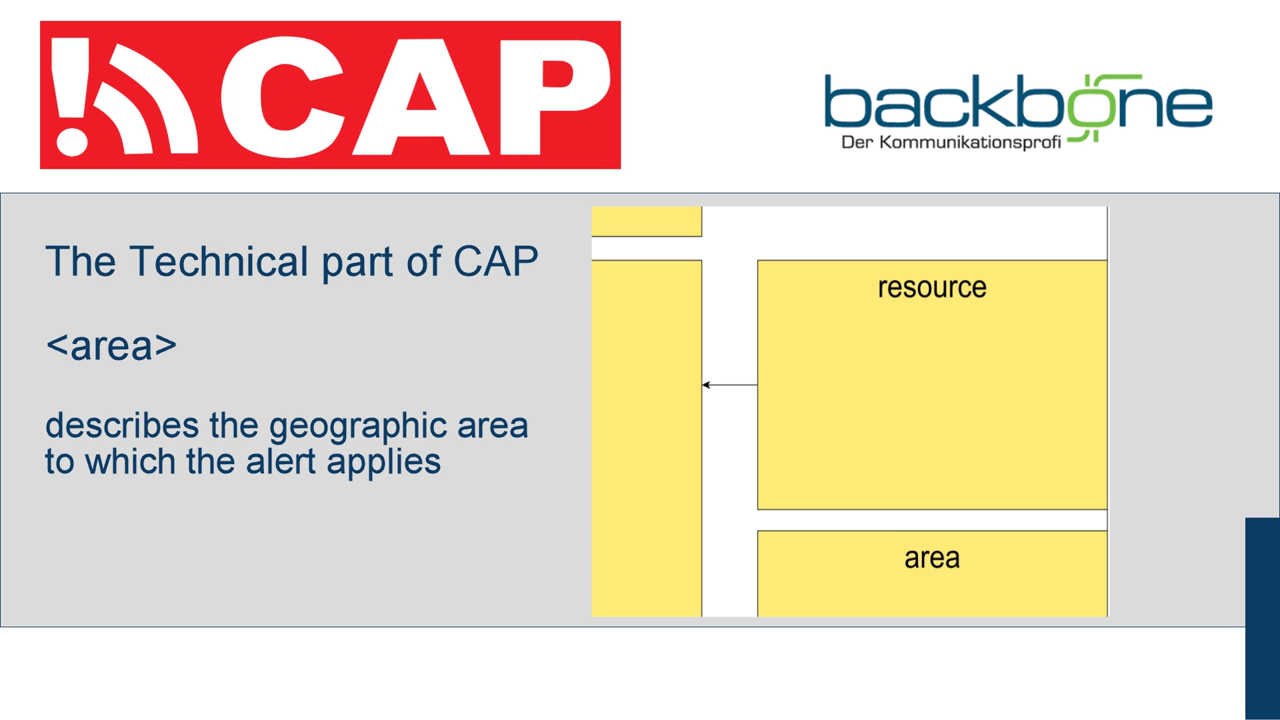 !CAP
backbone
Der Kommunikationsprofi
The Technical part of CAP
<area>
describes the geographic area
to which the alert applies
resource
area